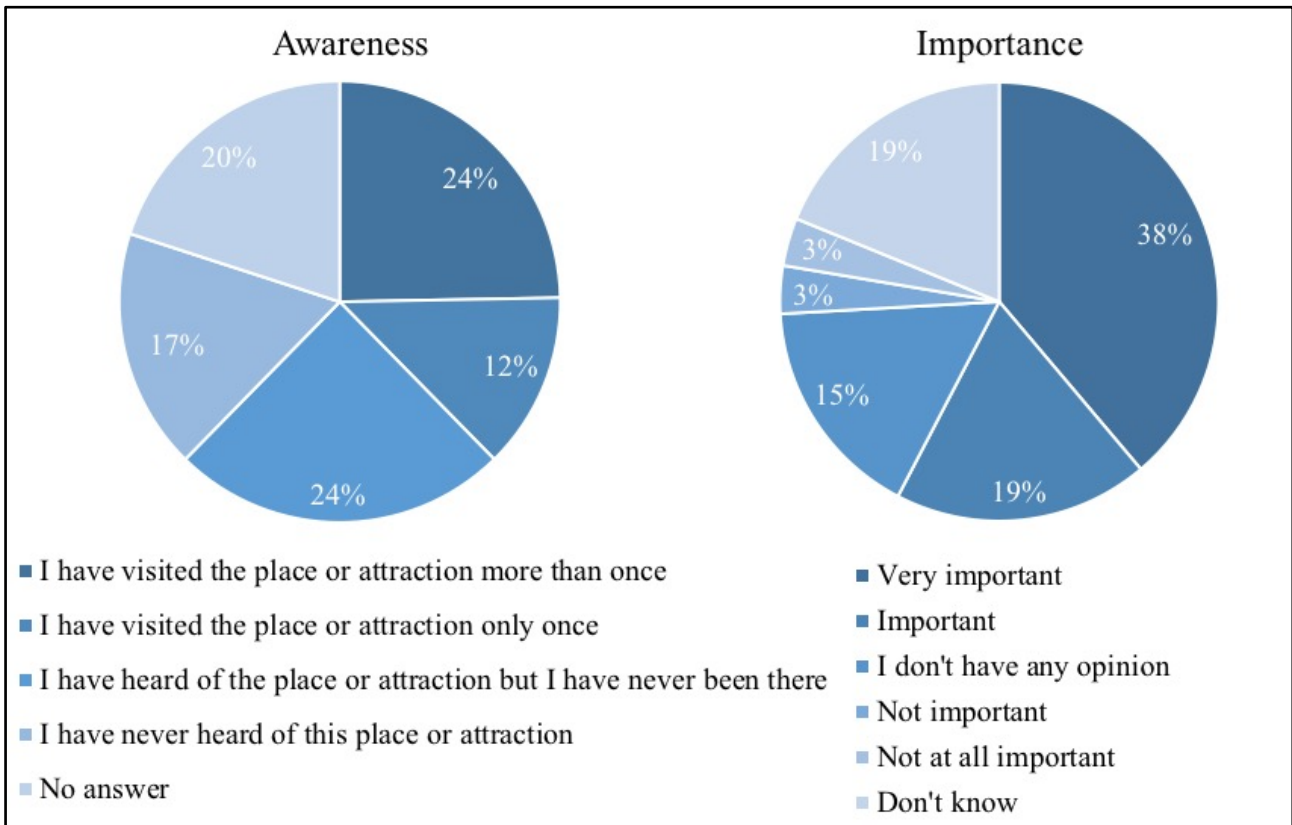 Awareness
24%
12%
24%
17%
20%
I have visited the place or attraction more than once
I have visited the place or attraction only once
I have heard of the place or attraction but I have never been there
I have never heard of this place or attraction
No answer
Importance
38%
19%
15%
3%
3%
19%
Very important
Important
I don't have any opinion
Not important
Not at all important
Don't know